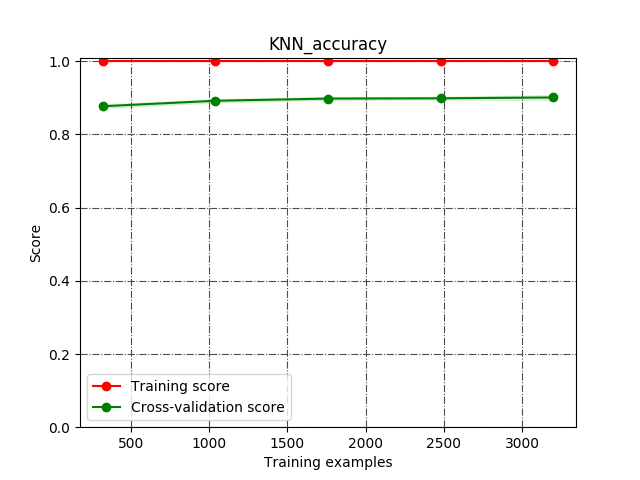 KNN_accuracy
1.0
0.8
0.6
0.4
0.2
0.0
Score
Training score
Cross-validation score
500 1000 1500 2000 2500 3000
Training examples